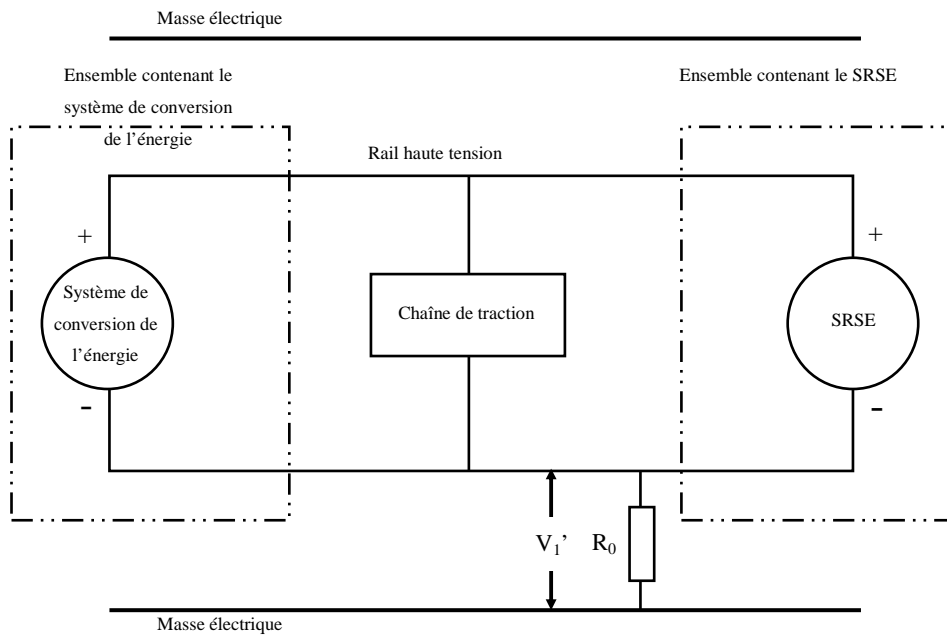 Masse électrique
Ensemble contenant le
système de conversion
de l’énergie
Ensemble contenant le SRSE
Rail haute tension
+
+
Système de
conversion de
l’énergie
Chaîne de traction
SRSE
-
-
V1’
R0
Masse électrique